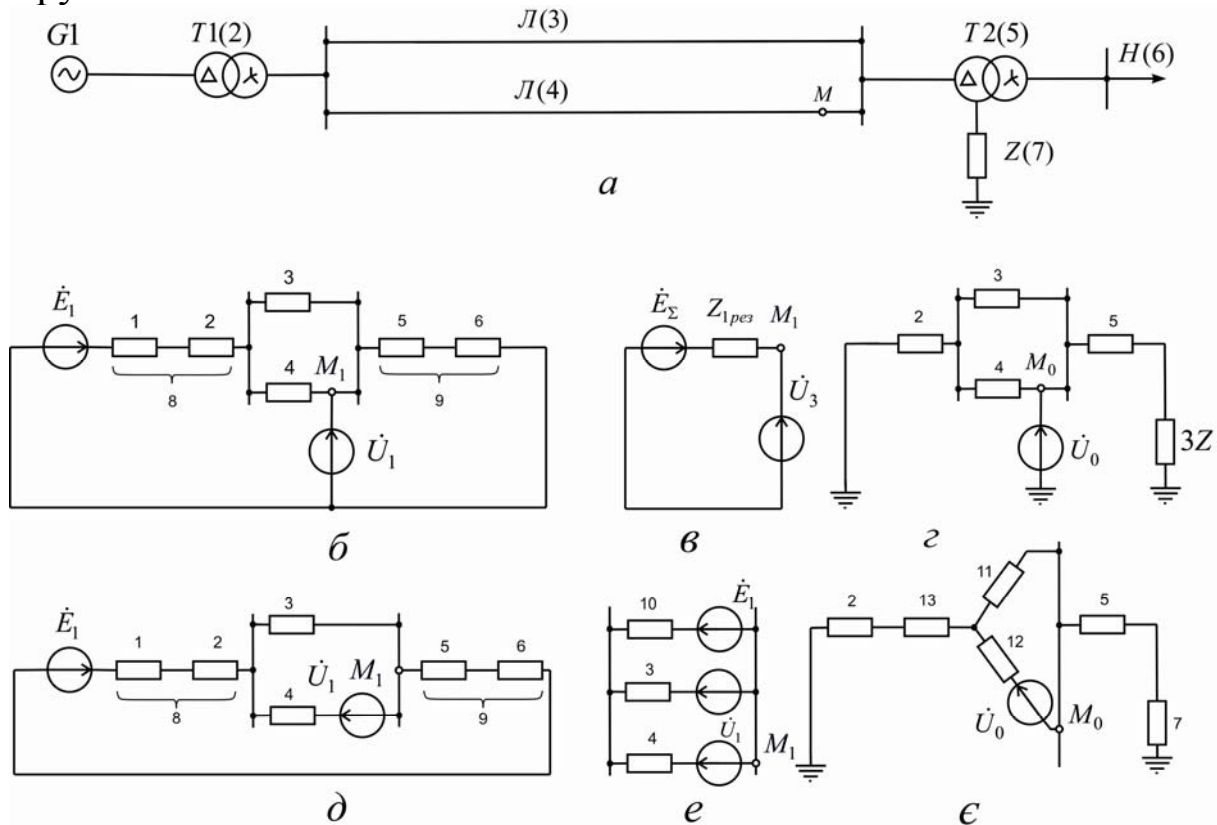 G1 T1(2) Л(3) T2(5) H(6)
Л(4) M
Z(7)
а
3
Ė₁ 1 2 5 6
4 M₁
8 9
U̇₁
б
Ė_Σ Z₁рез M₁
U̇₃
в
3
2 5
4 M₀
U̇₀ 3Z
г
3
Ė₁ 1 2 U̇₁ M₁ 5 6
8 4 9
д
10 Ė₁
3
U̇₁
4 M₁
е
11
2 13 5
12
U̇₀ M₀ 7
є